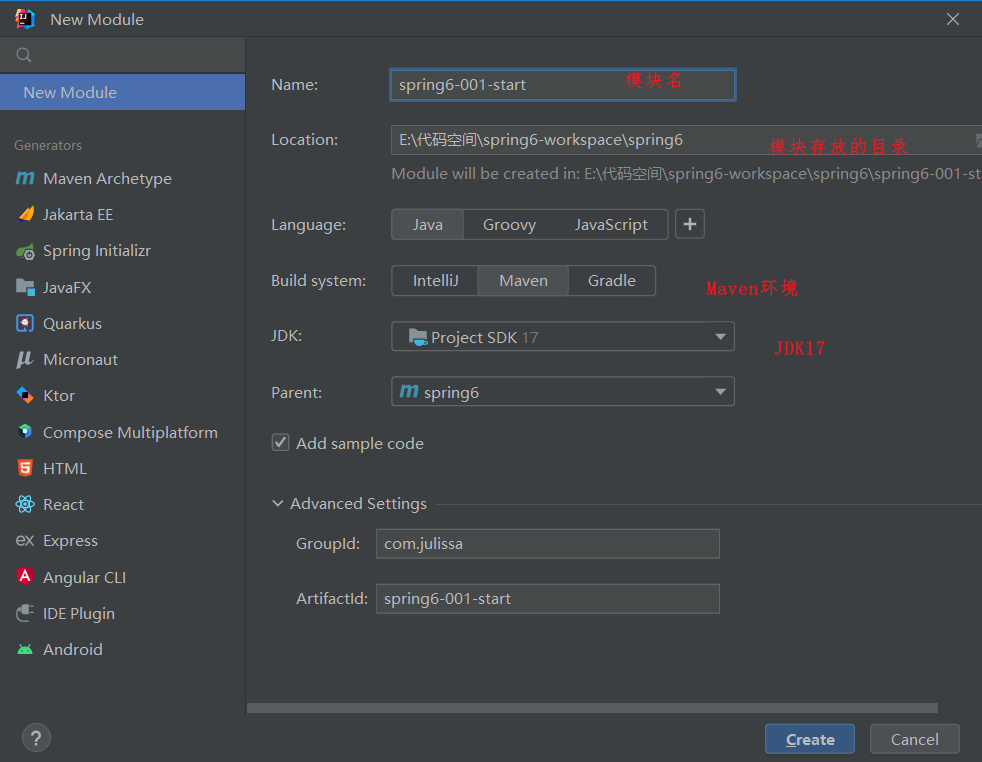 New Module
New Module
Generators
Maven Archetype
Jakarta EE
Spring Initializr
JavaFX
Quarkus
Micronaut
Ktor
Compose Multiplatform
HTML
React
Express
Angular CLI
IDE Plugin
Android
Name: spring6-001-start 模块名
Location: E:\代码空间\spring6-workspace\spring6 模块存放的目录
Module will be created in: E:\代码空间\spring6-workspace\spring6\spring6-001-st
Language: Java Groovy JavaScript +
Build system: IntelliJ Maven Gradle Maven环境
JDK: Project SDK 17 JDK17
Parent: m spring6
Add sample code
Advanced Settings
GroupId: com.julissa
ArtifactId: spring6-001-start
? Create Cancel